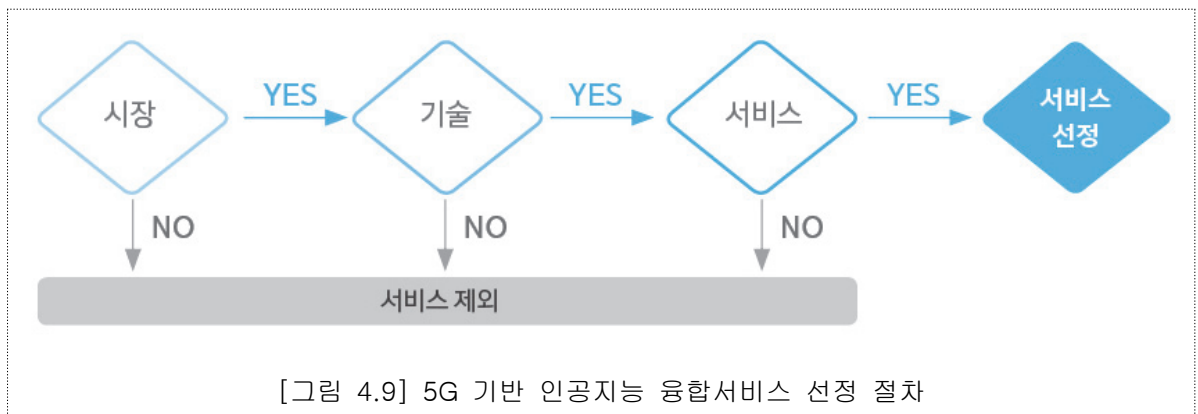 시장
YES
기술
YES
서비스
YES
서비스
선정
NO
NO
NO
서비스 제외
[그림 4.9] 5G 기반 인공지능 융합서비스 선정 절차